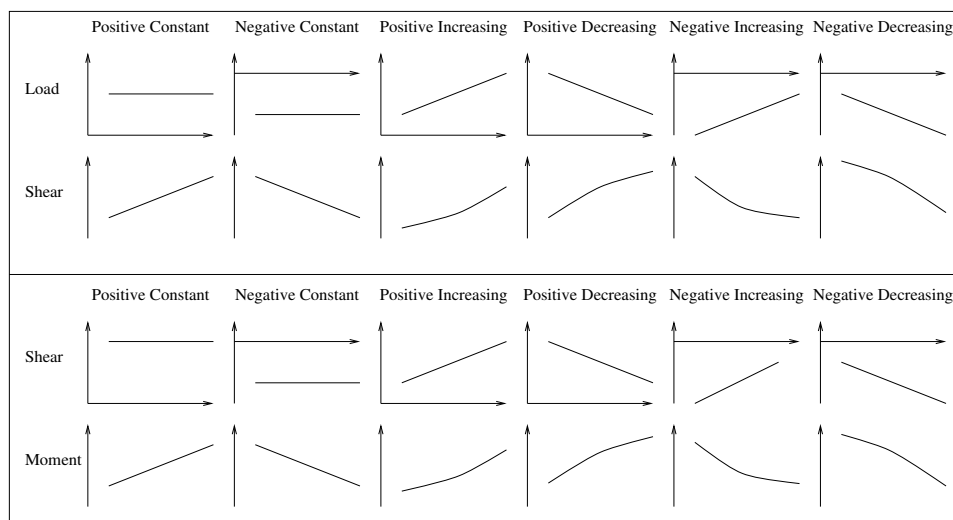 Positive Constant Negative Constant Positive Increasing Positive Decreasing Negative Increasing Negative Decreasing
Load
Shear
Positive Constant Negative Constant Positive Increasing Positive Decreasing Negative Increasing Negative Decreasing
Shear
Moment